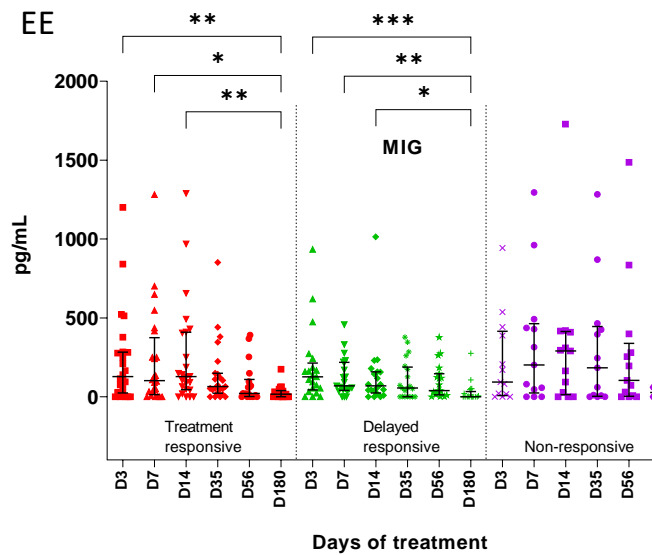 EE
** ***
* **
** *
2000
MIG
1500
pg/mL
1000
500
0
Treatment responsive
Delayed responsive
Non-responsive
D3 D7 D14 D35 D56 D180 D3 D7 D14 D35 D56 D180 D3 D7 D14 D35 D56
Days of treatment